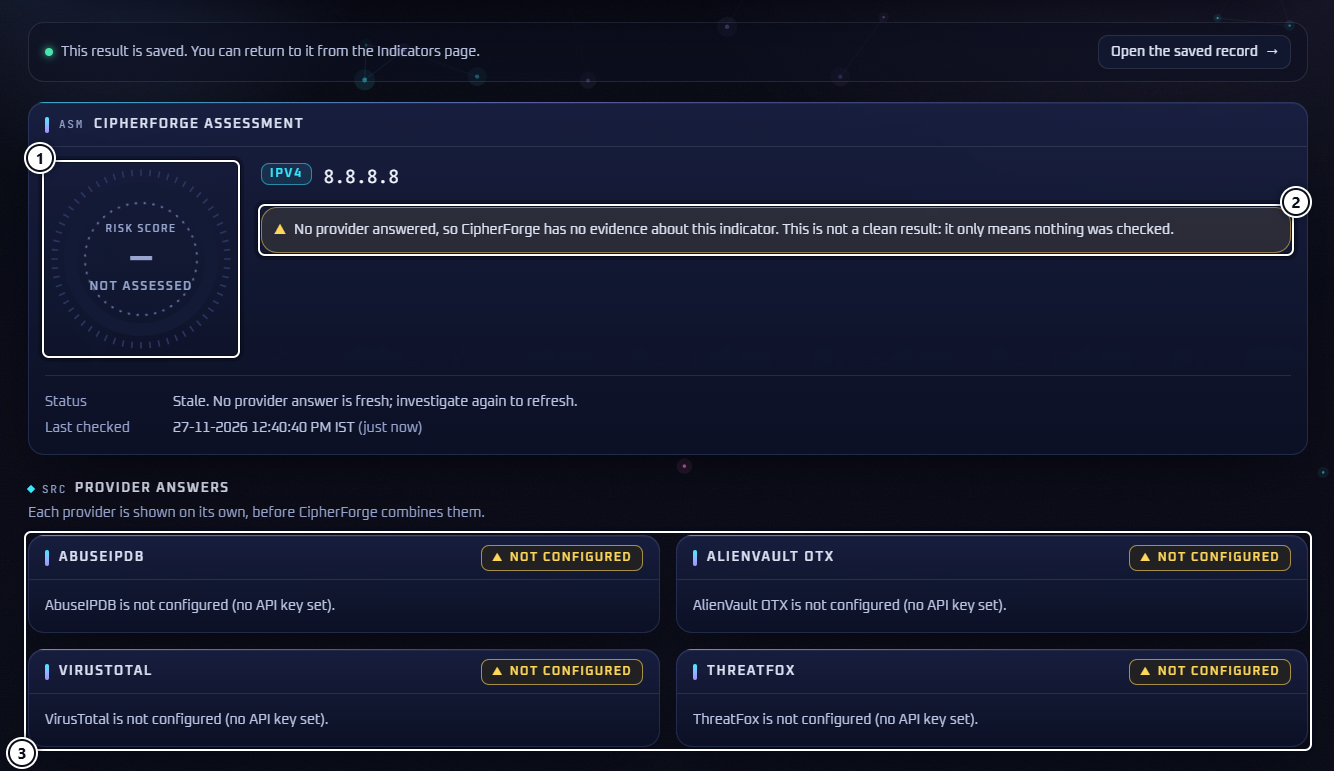 This result is saved. You can return to it from the Indicators page.
Open the saved record →
ASM CIPHERFORGE ASSESSMENT
1
IPV4 8.8.8.8
2
RISK SCORE
—
NOT ASSESSED
No provider answered, so CipherForge has no evidence about this indicator. This is not a clean result: it only means nothing was checked.
Status Stale. No provider answer is fresh; investigate again to refresh.
Last checked 27-11-2026 12:40:40 PM IST (just now)
SRC PROVIDER ANSWERS
Each provider is shown on its own, before CipherForge combines them.
ABUSEIPDB NOT CONFIGURED
AbuseIPDB is not configured (no API key set).
ALIENVAULT OTX NOT CONFIGURED
AlienVault OTX is not configured (no API key set).
VIRUSTOTAL NOT CONFIGURED
VirusTotal is not configured (no API key set).
THREATFOX NOT CONFIGURED
ThreatFox is not configured (no API key set).
3